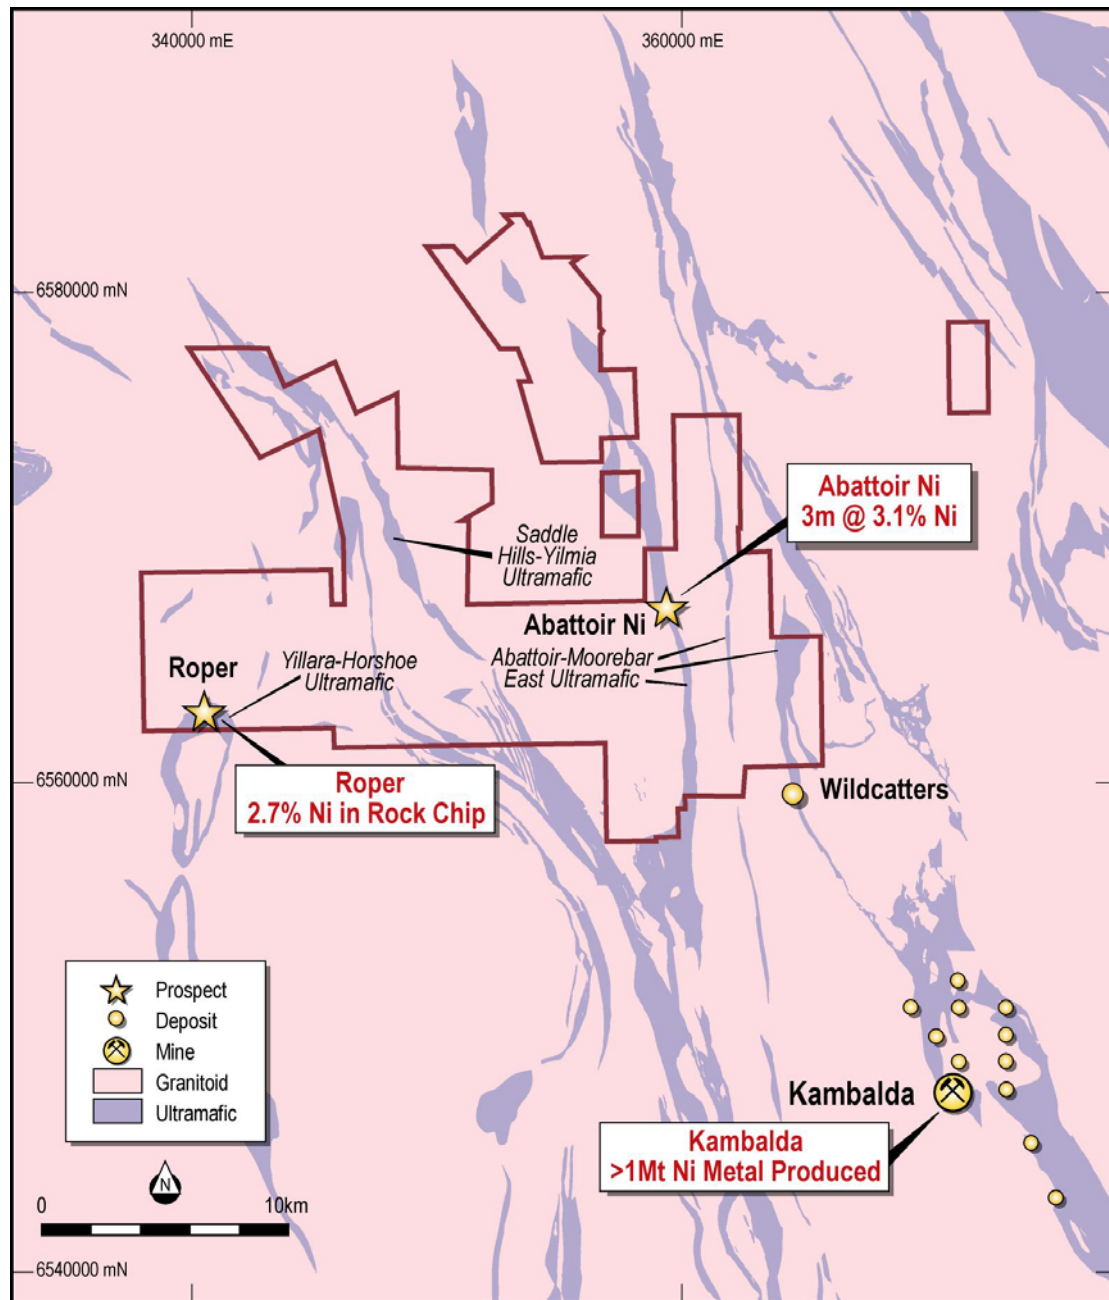 340000 mE
360000 mE
6580000 mN
Abattoir Ni
3m @ 3.1% Ni
Saddle
Hills-Yilmia
Ultramafic
Abattoir Ni
Abattoir-Moorebar
East Ultramafic
Roper
Yillara-Horshoe
Ultramafic
6560000 mN
Roper
2.7% Ni in Rock Chip
Wildcatters
Prospect
Deposit
Mine
Granitoid
Ultramafic
Kambalda
Kambalda
>1Mt Ni Metal Produced
N
0
10km
6540000 mN